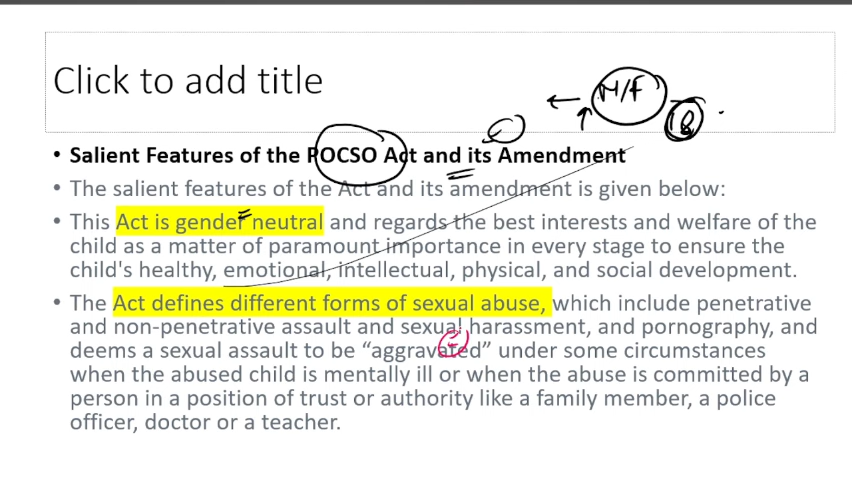 Click to add title
M/F
18
• Salient Features of the POCSO Act and its Amendment
• The salient features of the Act and its amendment is given below:
• This Act is gender neutral and regards the best interests and welfare of the
child as a matter of paramount importance in every stage to ensure the
child's healthy, emotional, intellectual, physical, and social development.
• The Act defines different forms of sexual abuse, which include penetrative
and non-penetrative assault and sexual harassment, and pornography, and
deems a sexual assault to be “aggravated” under some circumstances
when the abused child is mentally ill or when the abuse is committed by a
person in a position of trust or authority like a family member, a police
officer, doctor or a teacher.